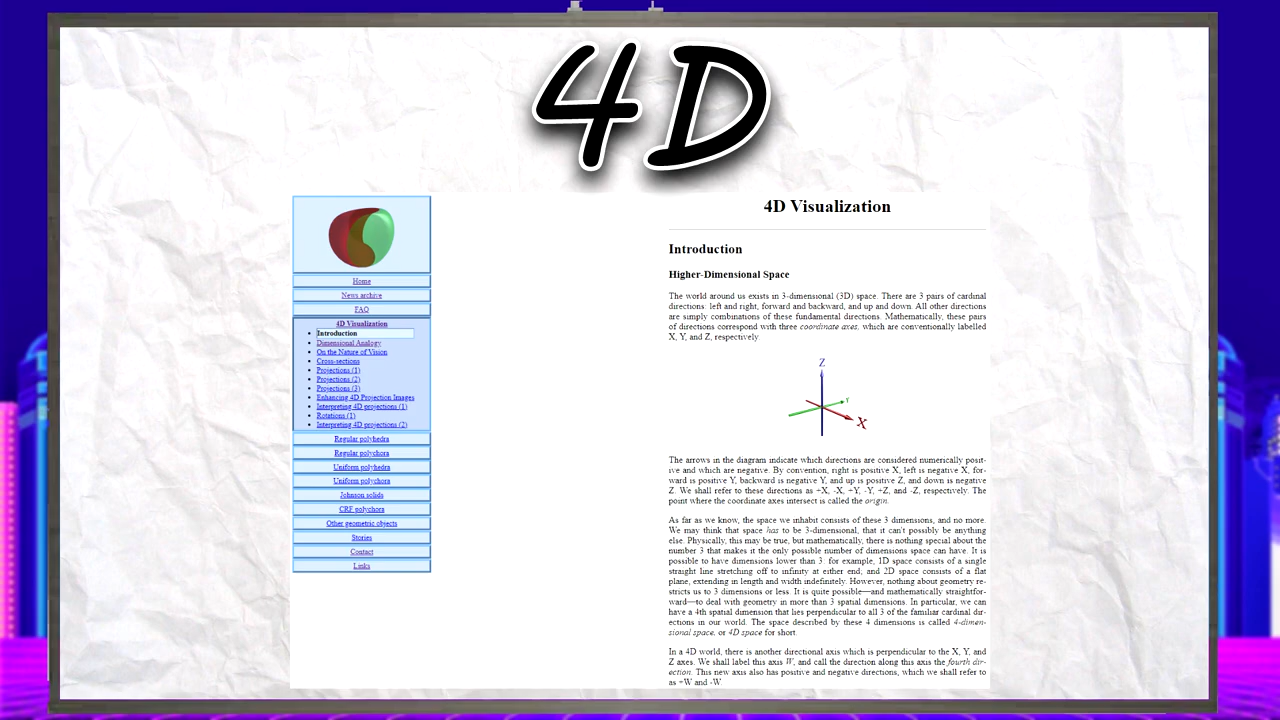 4D
Home
News archive
FAQ
4D Visualization
Introduction
Dimensional Analogy
On the Nature of Vision
Cross-sections
Projections (1)
Projections (2)
Projections (3)
Enhancing 4D Projection Images
Interpreting 4D projections (1)
Rotations (1)
Interpreting 4D projections (2)
Regular polyhedra
Regular polychora
Uniform polyhedra
Uniform polychora
Johnson solids
CRF polychora
Other geometric objects
Stories
Contact
Links
4D Visualization
Introduction
Higher-Dimensional Space
The world around us exists in 3-dimensional (3D) space. There are 3 pairs of cardinal
directions: left and right, forward and backward, and up and down. All other directions
are simply combinations of these fundamental directions. Mathematically, these pairs
of directions correspond with three coordinate axes, which are conventionally labelled
X, Y, and Z, respectively.
Z
Y
X
The arrows in the diagram indicate which directions are considered numerically posit-
ive and which are negative. By convention, right is positive X, left is negative X, for-
ward is positive Y, backward is negative Y, and up is positive Z, and down is negative
Z. We shall refer to these directions as +X, -X, +Y, -Y, +Z, and -Z, respectively. The
point where the coordinate axes intersect is called the origin.
As far as we know, the space we inhabit consists of these 3 dimensions, and no more.
We may think that space has to be 3-dimensional, that it can't possibly be anything
else. Physically, this may be true, but mathematically, there is nothing special about the
number 3 that makes it the only possible number of dimensions space can have. It is
possible to have dimensions lower than 3: for example, 1D space consists of a single
straight line stretching off to infinity at either end; and 2D space consists of a flat
plane, extending in length and width indefinitely. However, nothing about geometry re-
stricts us to 3 dimensions or less. It is quite possible—and mathematically straightfor-
ward—to deal with geometry in more than 3 spatial dimensions. In particular, we can
have a 4th spatial dimension that lies perpendicular to all 3 of the familiar cardinal dir-
ections in our world. The space described by these 4 dimensions is called 4-dimen-
sional space, or 4D space for short.
In a 4D world, there is another directional axis which is perpendicular to the X, Y, and
Z axes. We shall label this axis W, and call the direction along this axis the fourth dir-
ection. This new axis also has positive and negative directions, which we shall refer to
as +W and -W.